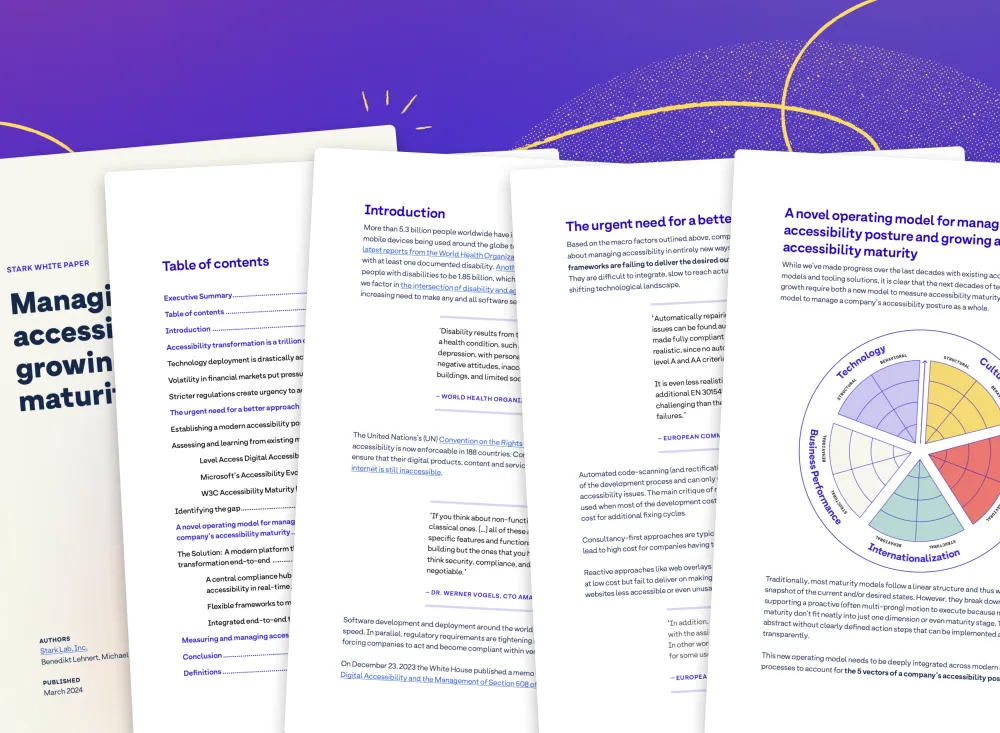 STARK WHITE PAPER
Managi
accessi
growin
maturi
AUTHORS
Stark Lab, Inc.
Benedikt Lehnert, Michael
PUBLISHED
March 2024
Table of contents
Executive Summary
Table of contents
Introduction
Accessibility transformation is a trillion
Technology deployment is drastically ac
Volatility in financial markets put pressu
Stricter regulations create urgency to a
The urgent need for a better approach
Establishing a modern accessibility po
Assessing and learning from existing m
Level Access Digital Accessib
Microsoft's Accessibility Evo
W3C Accessibility Maturity
Identifying the gap
A novel operating model for manag
company's accessibility maturity
The Solution: A modern platform t
transformation end-to-end
A central compliance hub
accessibility in real-time
Flexible frameworks to m
Integrated end-to-end t
Measuring and managing acces
Conclusion
Definitions
Introduction
More than 5.3 billion people worldwide have
mobile devices being used around the globe t
latest reports from the World Health Organiza
with at least one documented disability. Anot
people with disabilities to be 1.85 billion, whi
we factor in the intersection of disability and ag
increasing need to make any and all software se
'Disability results from t
a health condition, such
depression, with persona
negative attitudes, inacc
buildings, and limited soc
– WORLD HEALTH ORGANIZ
The United Nations's (UN) Convention on the Rights
accessibility is now enforceable in 188 countries. Co
ensure that their digital products, content and servic
internet is still inaccessible.
"If you think about non-functi
classical ones. [...] all of these
specific features and function
building but the ones that you h
think security, compliance, and
negotiable."
– DR. WERNER VOGELS, CTO AMA
Software development and deployment around the world
speed. In parallel, regulatory requirements are tightening
forcing companies to act and become compliant within ve
On December 23, 2023 the White House published a memo
Digital Accessibility and the Management of Section 508 of
The urgent need for a bette
Based on the macro factors outlined above, comp
about managing accessibility in entirely new ways
frameworks are failing to deliver the desired ou
They are difficult to integrate, slow to react actu
shifting technological landscape.
'Automatically repairi
issues can be found au
made fully compliant
realistic, since no aut
level A and AA criteria
It is even less realisti
additional EN 30154
challenging than the
failures.'
– EUROPEAN COMM
Automated code-scanning (and rectificati
of the development process and can only
accessibility issues. The main critique of r
used when most of the development cost
cost for additional fixing cycles.
Consultancy-first approaches are typic
lead to high cost for companies having t
Reactive approaches like web overlays
at low cost but fail to deliver on making
websites less accessible or even unusa
"In addition,
with the assis
In other wor
for some use
– EUROPEA
A novel operating model for manag
accessibility posture and growing a
accessibility maturity
While we've made progress over the last decades with existing acc
models and tooling solutions, it is clear that the next decades of te
growth require both a new model to measure accessibility maturity
model to manage a company's accessibility posture as a whole.
Technology
BEHAVIORAL
STRUCTURAL
STRUCTURAL
Cultu
BEHA
Business Performance
BEHAVIORAL
STRUCTURAL
BEHAVIORAL
STRUCTURAL
Internationalization
STRUCTURAL
Traditionally, most maturity models follow a linear structure and thus w
snapshot of the current and/or desired states. However, they break down
supporting a proactive (often multi-prong) motion to execute because m
maturity don't fit neatly into just one dimension or even maturity stage. T
abstract without clearly defined action steps that can be implemented a
transparently.
This new operating model needs to be deeply integrated across modern
processes to account for the 5 vectors of a company's accessibility pos